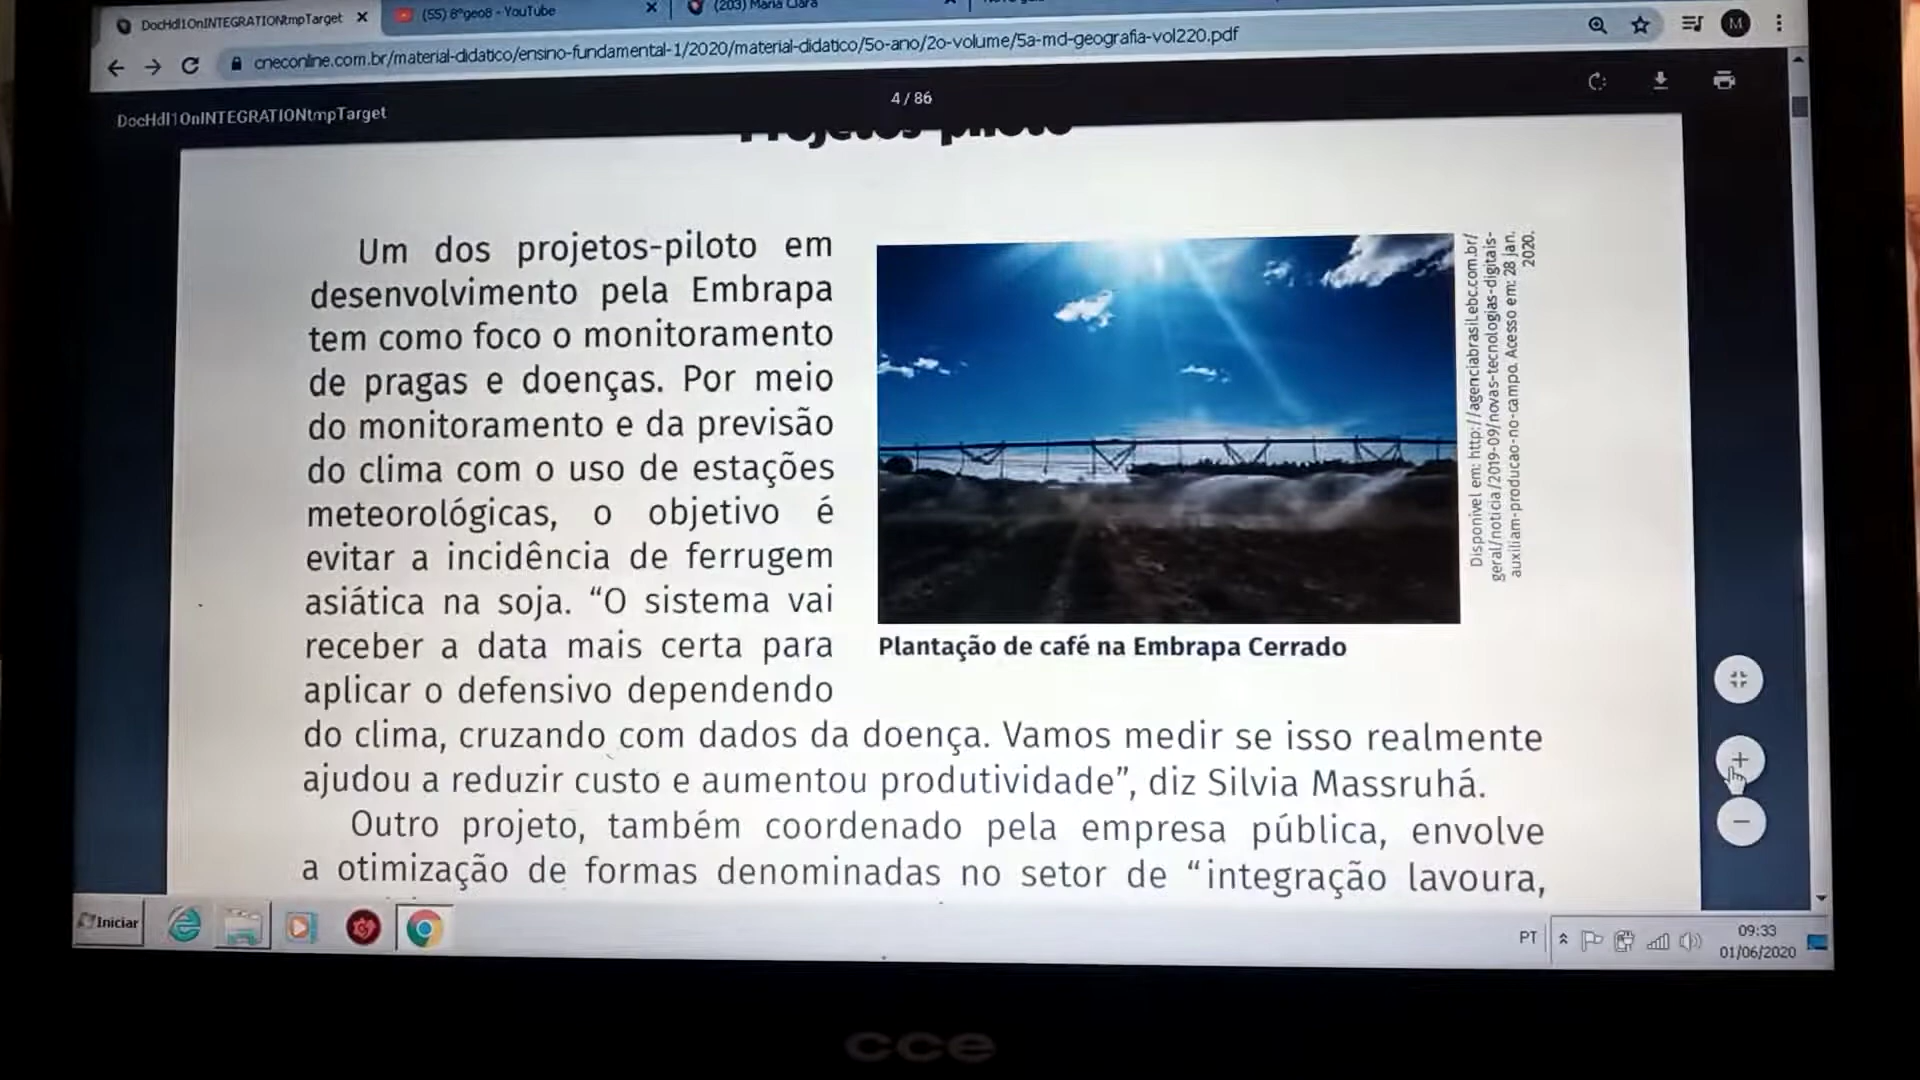 DocHdl1OnINTEGRATIONtmpTarget
(55) 8ºgeo8 - YouTube
(203) Maria Clara
cneconline.com.br/material-didatico/ensino-fundamental-1/2020/material-didatico/5o-ano/2o-volume/5a-md-geografia-vol220.pdf
M
DocHdl1OnINTEGRATIONtmpTarget
4 / 86
Projetos-piloto
Um dos projetos-piloto em
desenvolvimento pela Embrapa
tem como foco o monitoramento
de pragas e doenças. Por meio
do monitoramento e da previsão
do clima com o uso de estações
meteorológicas, o objetivo é
evitar a incidência de ferrugem
asiática na soja. “O sistema vai
receber a data mais certa para
aplicar o defensivo dependendo
do clima, cruzando com dados da doença. Vamos medir se isso realmente
ajudou a reduzir custo e aumentou produtividade”, diz Silvia Massruhá.
Outro projeto, também coordenado pela empresa pública, envolve
a otimização de formas denominadas no setor de “integração lavoura,
Plantação de café na Embrapa Cerrado
Disponível em: http://agenciabrasil.ebc.com.br/
geral/noticia/2019-09/novas-tecnologias-digitais-
auxiliam-producao-no-campo. Acesso em: 28 jan.
2020.
Iniciar
PT
09:33
01/06/2020
cce